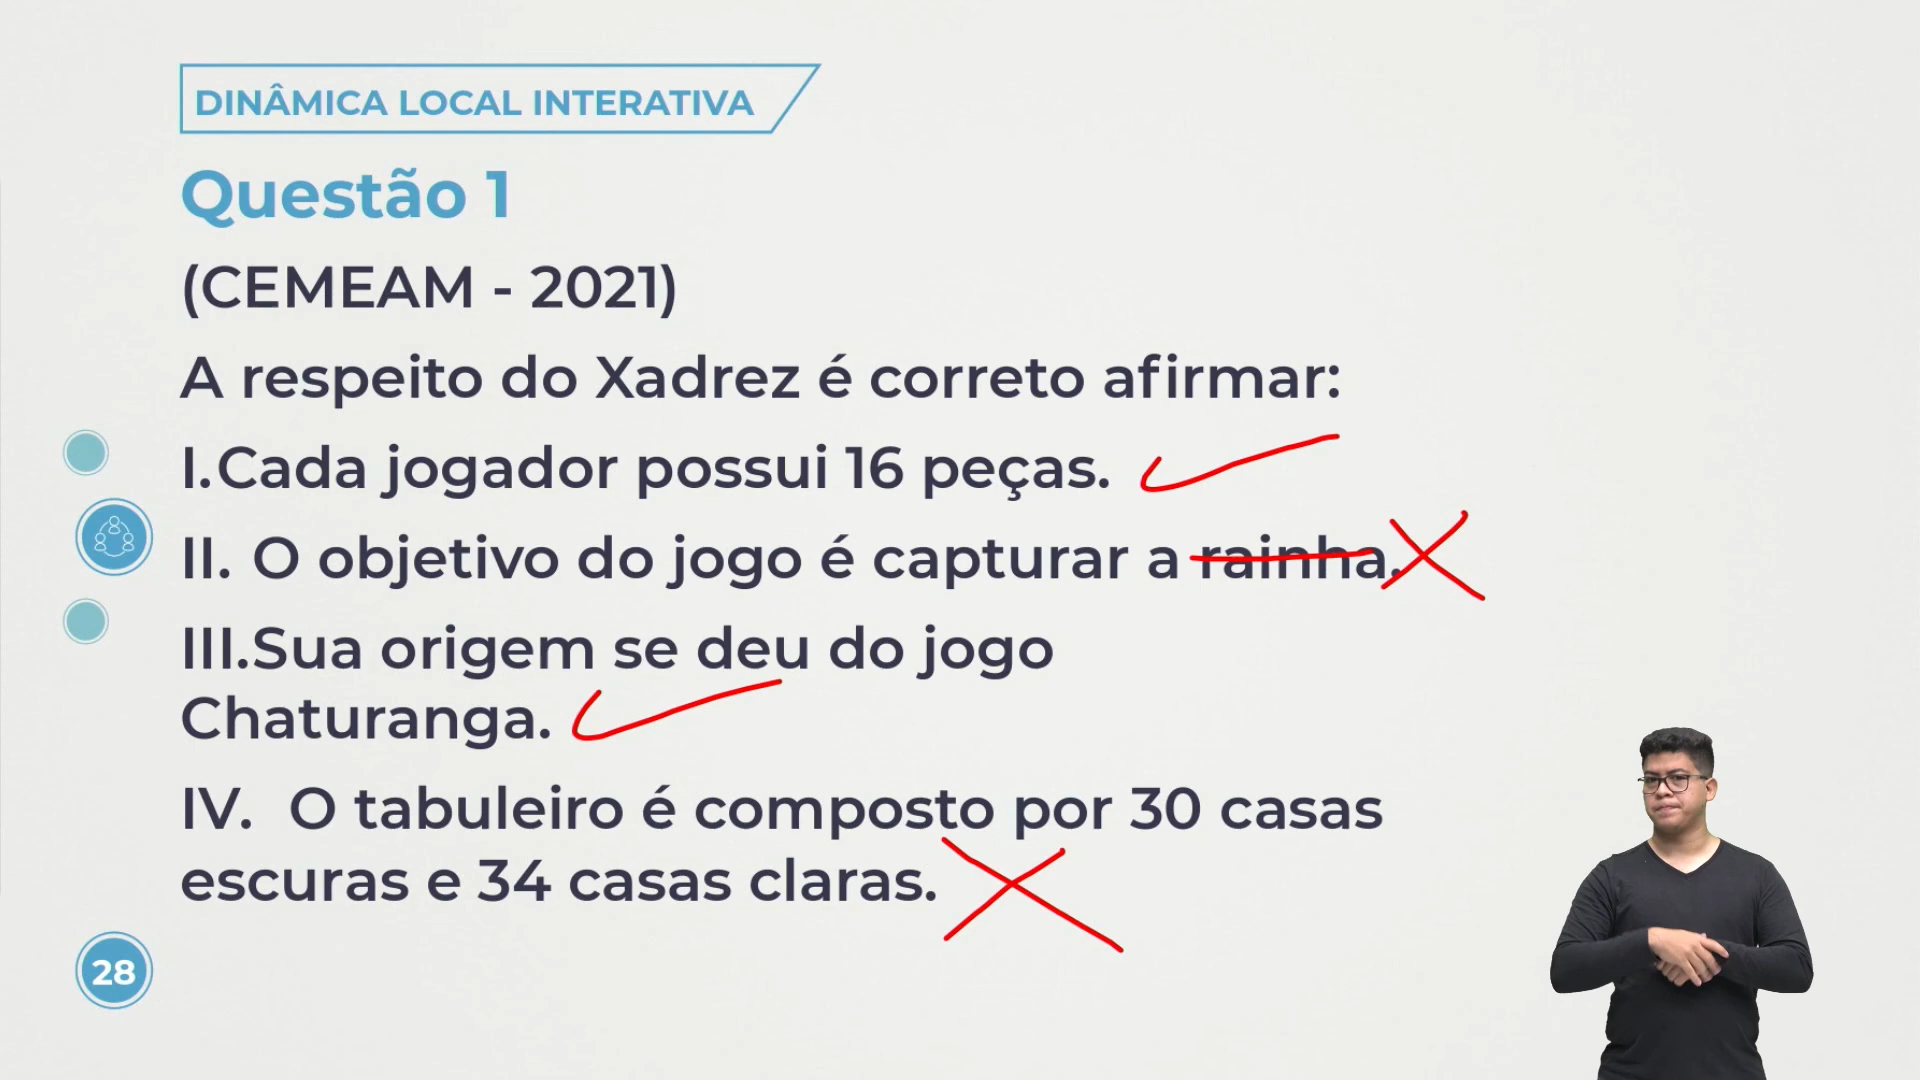 DINÂMICA LOCAL INTERATIVA
Questão 1
(CEMEAM - 2021)
A respeito do Xadrez é correto afirmar:
I.Cada jogador possui 16 peças.
II. O objetivo do jogo é capturar a rainha.
III.Sua origem se deu do jogo
Chaturanga.
IV. O tabuleiro é composto por 30 casas
escuras e 34 casas claras.
28